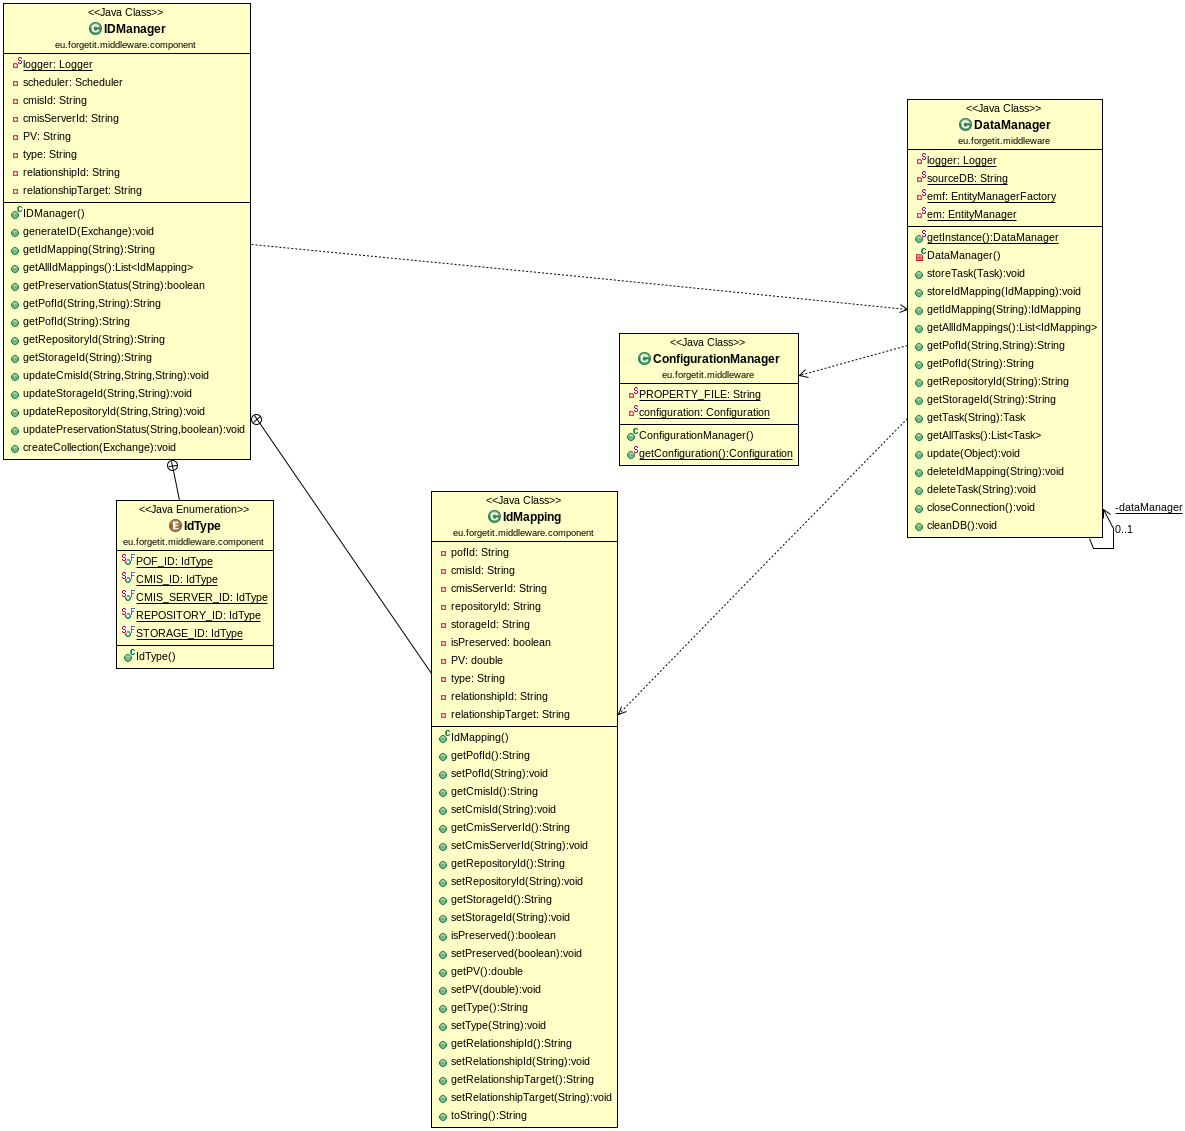 <<Java Class>>
IDManager
eu.forgetit.middleware.component
logger: Logger
scheduler: Scheduler
cmisId: String
cmisServerId: String
PV: String
type: String
relationshipId: String
relationshipTarget: String
IDManager()
generateID(Exchange):void
getIdMapping(String):String
getAllIdMappings():List<IdMapping>
getPreservationStatus(String):boolean
getPofId(String,String):String
getPofId(String):String
getRepositoryId(String):String
getStorageId(String):String
updateCmisId(String,String,String):void
updateStorageId(String,String):void
updateRepositoryId(String,String):void
updatePreservationStatus(String,boolean):void
createCollection(Exchange):void
<<Java Enumeration>>
IdType
eu.forgetit.middleware.component
POF_ID: IdType
CMIS_ID: IdType
CMIS_SERVER_ID: IdType
REPOSITORY_ID: IdType
STORAGE_ID: IdType
IdType()
<<Java Class>>
IdMapping
eu.forgetit.middleware.component
pofId: String
cmisId: String
cmisServerId: String
repositoryId: String
storageId: String
isPreserved: boolean
PV: double
type: String
relationshipId: String
relationshipTarget: String
IdMapping()
getPofId():String
setPofId(String):void
getCmisId():String
setCmisId(String):void
getCmisServerId():String
setCmisServerId(String):void
getRepositoryId():String
setRepositoryId(String):void
getStorageId():String
setStorageId(String):void
isPreserved():boolean
setPreserved(boolean):void
getPV():double
setPV(double):void
getType():String
setType(String):void
getRelationshipId():String
setRelationshipId(String):void
getRelationshipTarget():String
setRelationshipTarget(String):void
toString():String
<<Java Class>>
ConfigurationManager
eu.forgetit.middleware
PROPERTY_FILE: String
configuration: Configuration
ConfigurationManager()
getConfiguration():Configuration
<<Java Class>>
DataManager
eu.forgetit.middleware
logger: Logger
sourceDB: String
emf: EntityManagerFactory
em: EntityManager
getInstance():DataManager
DataManager()
storeTask(Task):void
storeIdMapping(IdMapping):void
getIdMapping(String):IdMapping
getAllIdMappings():List<IdMapping>
getPofId(String,String):String
getPofId(String):String
getRepositoryId(String):String
getStorageId(String):String
getTask(String):Task
getAllTasks():List<Task>
update(Object):void
deleteIdMapping(String):void
deleteTask(String):void
closeConnection():void
cleanDB():void
-dataManager
0..1